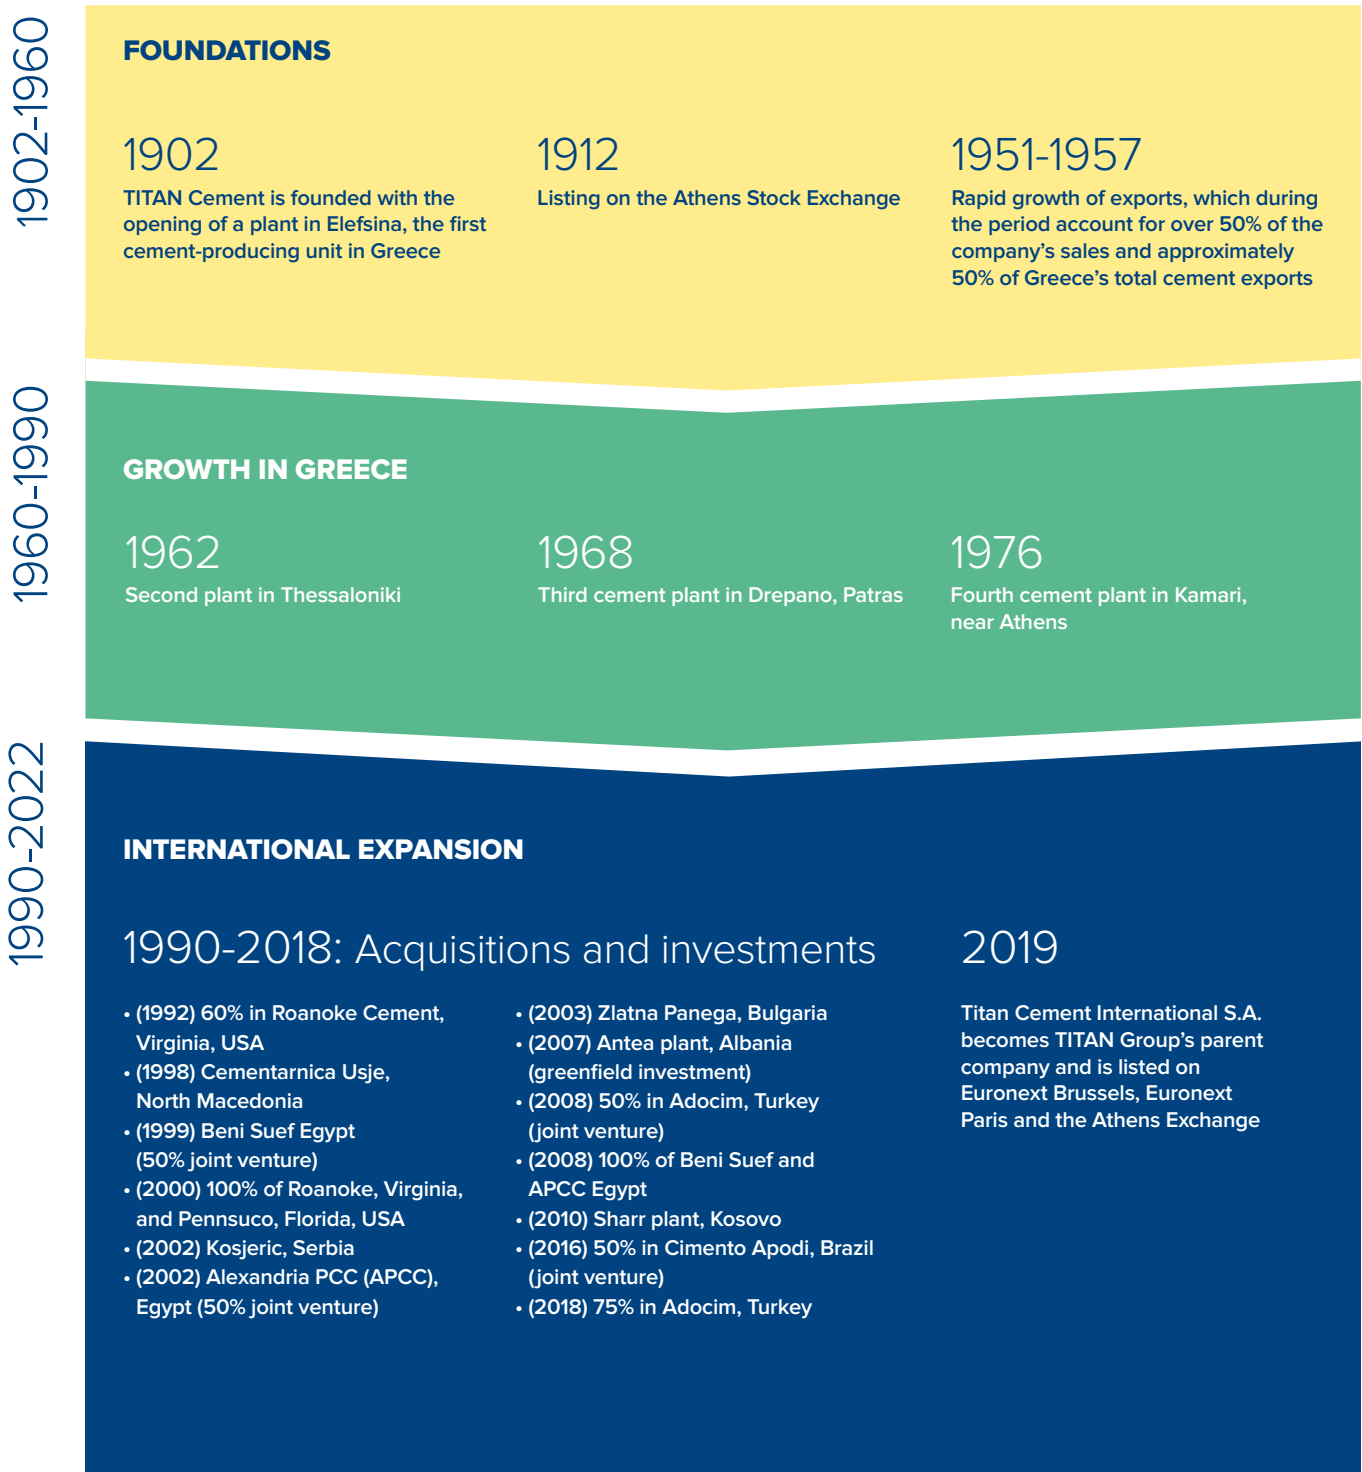 1902-1960
FOUNDATIONS
1902
TITAN Cement is founded with the
opening of a plant in Elefsina, the first
cement-producing unit in Greece
1912
Listing on the Athens Stock Exchange
1951-1957
Rapid growth of exports, which during
the period account for over 50% of the
company’s sales and approximately
50% of Greece’s total cement exports
1960-1990
GROWTH IN GREECE
1962
Second plant in Thessaloniki
1968
Third cement plant in Drepano, Patras
1976
Fourth cement plant in Kamari,
near Athens
1990-2022
INTERNATIONAL EXPANSION
1990-2018: Acquisitions and investments
• (1992) 60% in Roanoke Cement,
Virginia, USA
• (1998) Cementarnica Usje,
North Macedonia
• (1999) Beni Suef Egypt
(50% joint venture)
• (2000) 100% of Roanoke, Virginia,
and Pennsuco, Florida, USA
• (2002) Kosjeric, Serbia
• (2002) Alexandria PCC (APCC),
Egypt (50% joint venture)
• (2003) Zlatna Panega, Bulgaria
• (2007) Antea plant, Albania
(greenfield investment)
• (2008) 50% in Adocim, Turkey
(joint venture)
• (2008) 100% of Beni Suef and
APCC Egypt
• (2010) Sharr plant, Kosovo
• (2016) 50% in Cimento Apodi, Brazil
(joint venture)
• (2018) 75% in Adocim, Turkey
2019
Titan Cement International S.A.
becomes TITAN Group’s parent
company and is listed on
Euronext Brussels, Euronext
Paris and the Athens Exchange